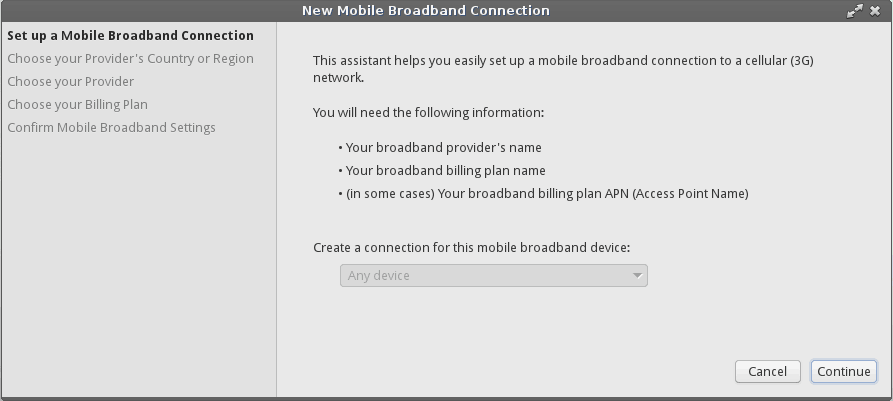 New Mobile Broadband Connection
Set up a Mobile Broadband Connection
Choose your Provider's Country or Region
Choose your Provider
Choose your Billing Plan
Confirm Mobile Broadband Settings
This assistant helps you easily set up a mobile broadband connection to a cellular (3G)
network.
You will need the following information:
• Your broadband provider's name
• Your broadband billing plan name
• (in some cases) Your broadband billing plan APN (Access Point Name)
Create a connection for this mobile broadband device:
Any device
Cancel
Continue